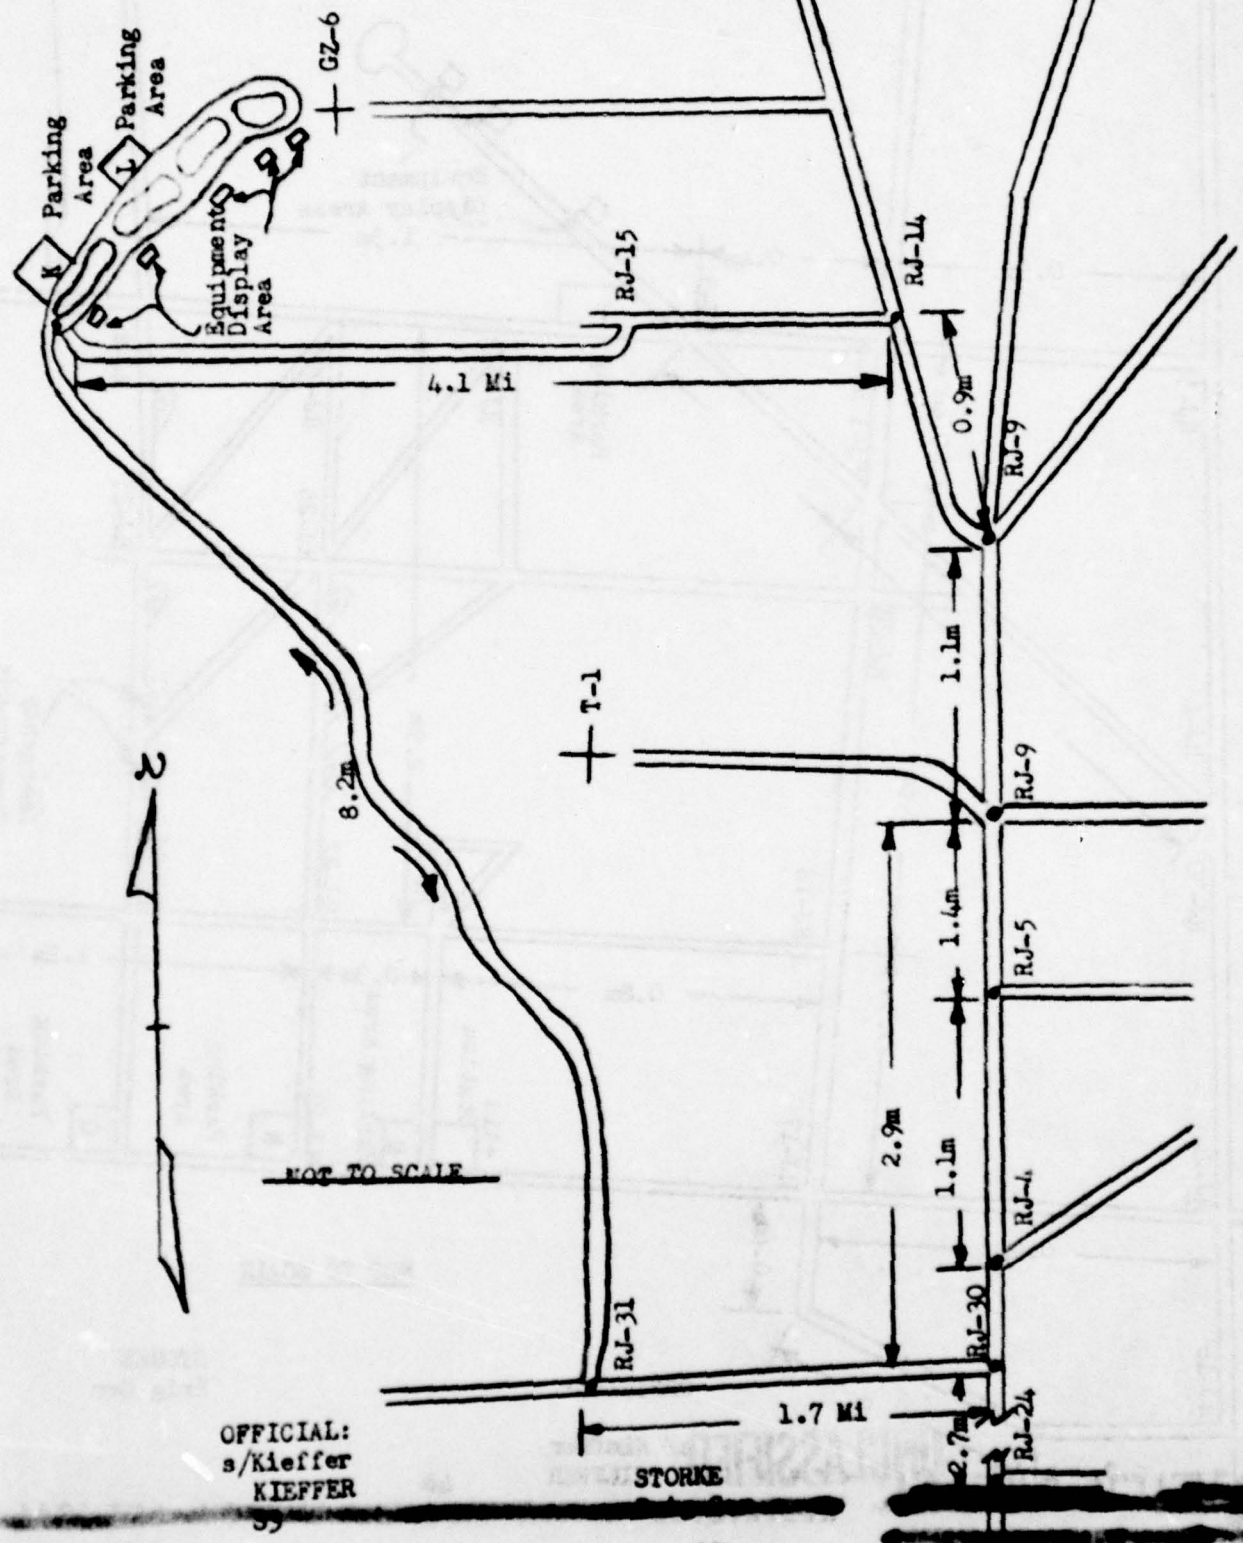 Parking
Area
Parking
Area
GZ-6
K
L
Equipment
Display
Area
RJ-15
RJ-14
4.1 Mi
0.9m
RJ-9
1.1m
T-1
8.2m
RJ-9
1.4m
RJ-5
2.9m
1.1m
RJ-4
NOT TO SCALE
RJ-30
RJ-31
1.7 Mi
2.7m
RJ-24
OFFICIAL:
s/Kieffer
KIEFFER
STORKE